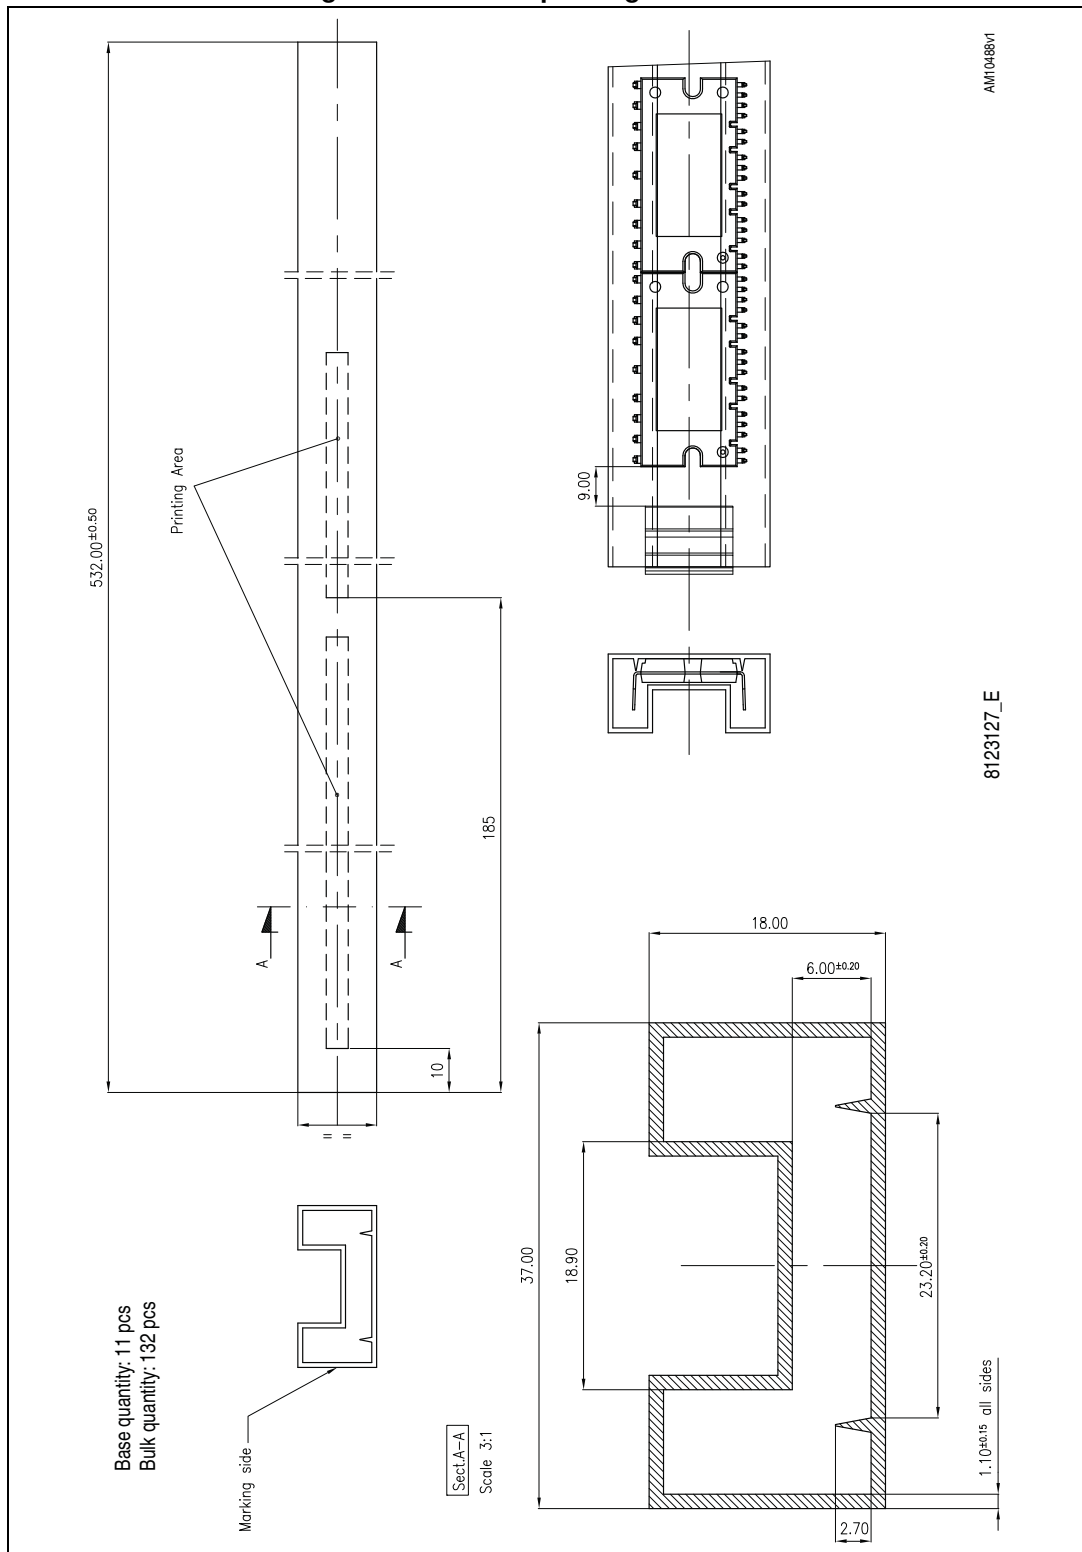 AM10488v1
532.00±0.50
Printing Area
185
A
A
10
= =
9.00
8123127_E
Base quantity: 11 pcs
Bulk quantity: 132 pcs
Marking side
Sect.A-A
Scale 3:1
18.00
6.00±0.20
37.00
18.90
23.20±0.20
1.10±0.15 all sides
2.70